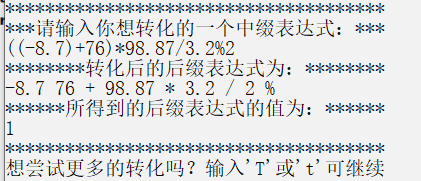 ***********************************
***请输入你想转化的一个中缀表达式：***
((-8.7)+76)*98.87/3.2%2
********转化后的后缀表达式为：********
-8.7 76 + 98.87 * 3.2 / 2 %
******所得到的后缀表达式的值为：******
1
***********************************
想尝试更多的转化吗？输入'T'或't'可继续